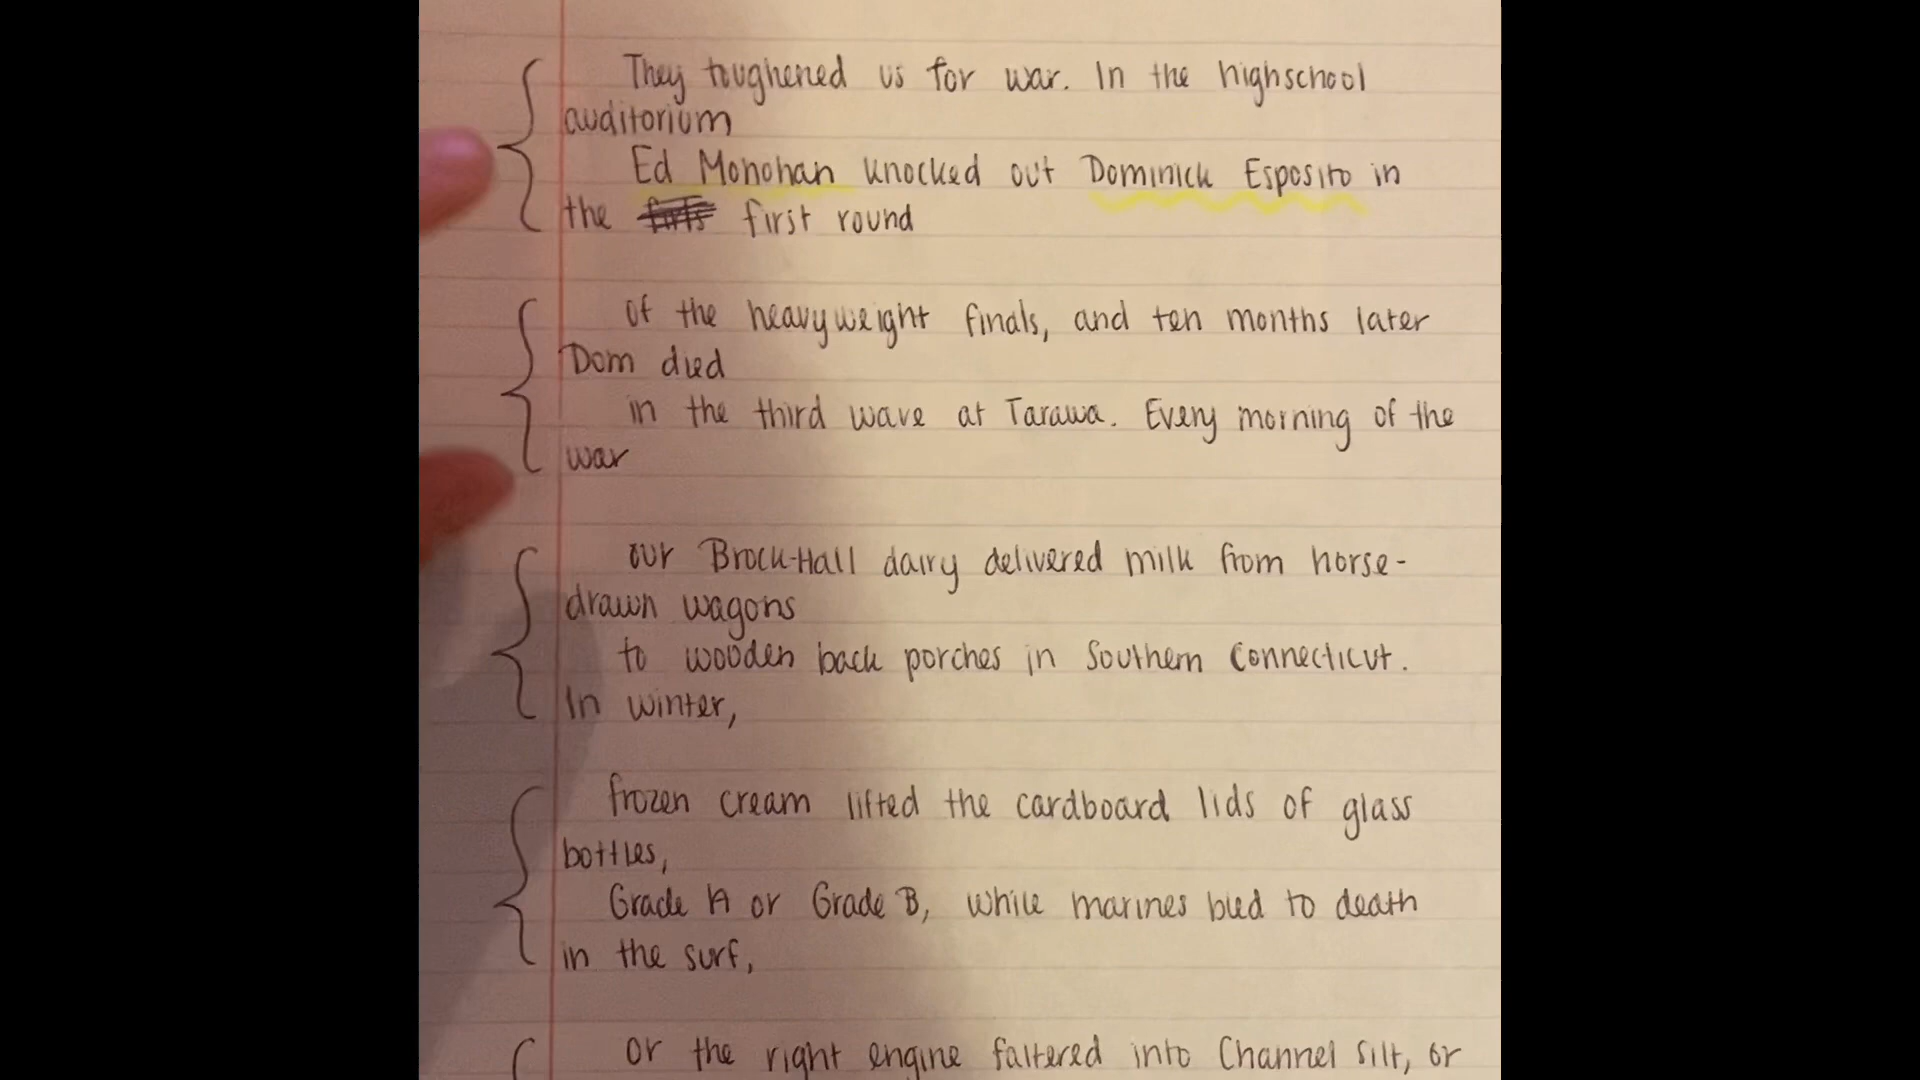 They toughened us for war. In the highschool
auditorium
Ed Monohan knocked out Dominick Esposito in
the first round
of the heavyweight finals, and ten months later
Dom died
in the third wave at Tarawa. Every morning of the
war
our Brock-Hall dairy delivered milk from horse-
drawn wagons
to wooden back porches in Southern Connecticut.
In winter,
frozen cream lifted the cardboard lids of glass
bottles,
Grade A or Grade B, while marines bled to death
in the surf,
or the right engine faltered into Channel silt, or